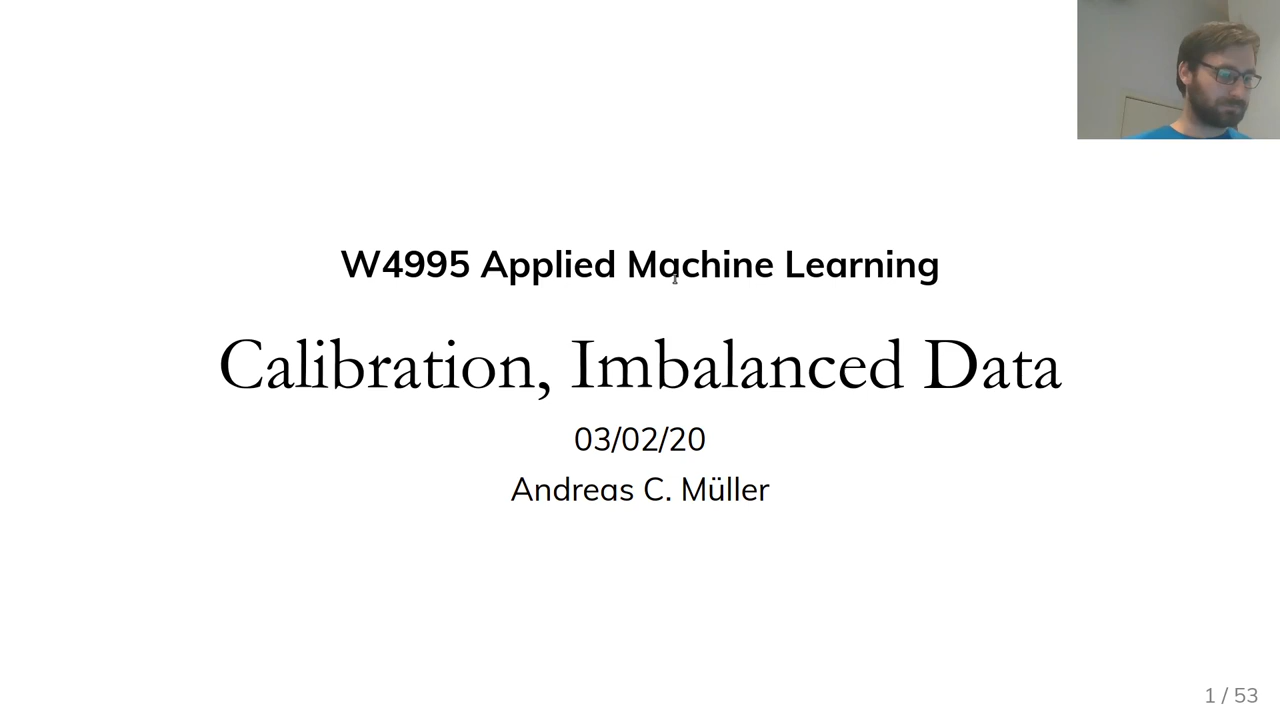 W4995 Applied Machine Learning
Calibration, Imbalanced Data
03/02/20
Andreas C. Müller
1 / 53